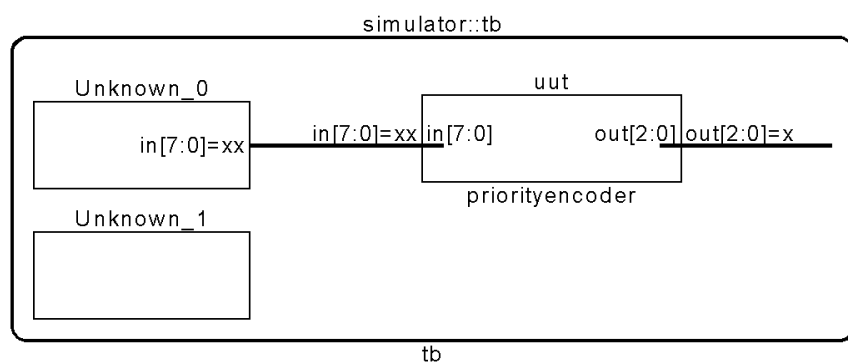 simulator::tb
Unknown_0
in[7:0]=xx
in[7:0]=xx
uut
in[7:0]
out[2:0]
out[2:0]=x
priorityencoder
Unknown_1
tb